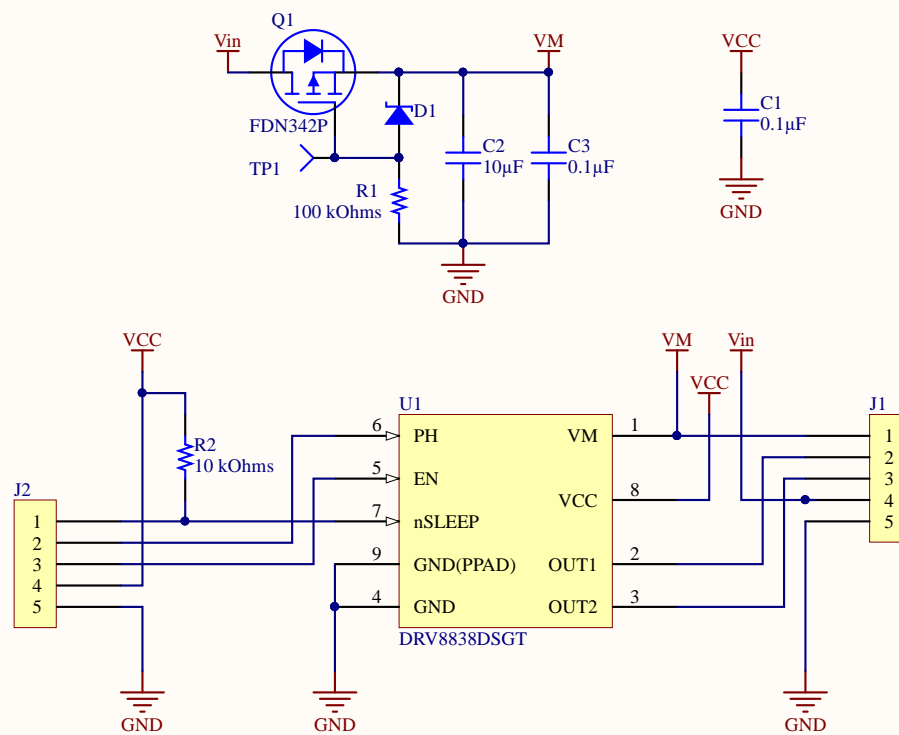 Q1
Vin
VM
VCC
FDN342P
D1
C1
0.1µF
TP1
R1
100 kOhms
C2
10µF
C3
0.1µF
GND
GND
VCC
VM
Vin
VCC
U1
J1
R2
10 kOhms
J2
1
2
3
4
5
6
5
7
9
4
PH
EN
nSLEEP
GND(PPAD)
GND
VM
VCC
OUT1
OUT2
1
8
2
3
1
2
3
4
5
DRV8838DSGT
GND
GND
GND